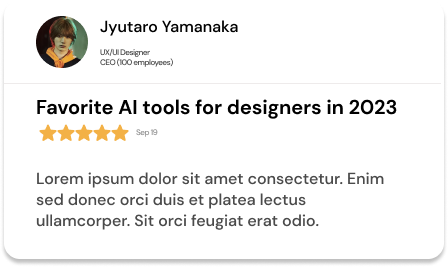 Jyutaro Yamanaka
UX/UI Designer
CEO (100 employees)
Favorite AI tools for designers in 2023
Sep 19
Lorem ipsum dolor sit amet consectetur. Enim
sed donec orci duis et platea lectus
ullamcorper. Sit orci feugiat erat odio.